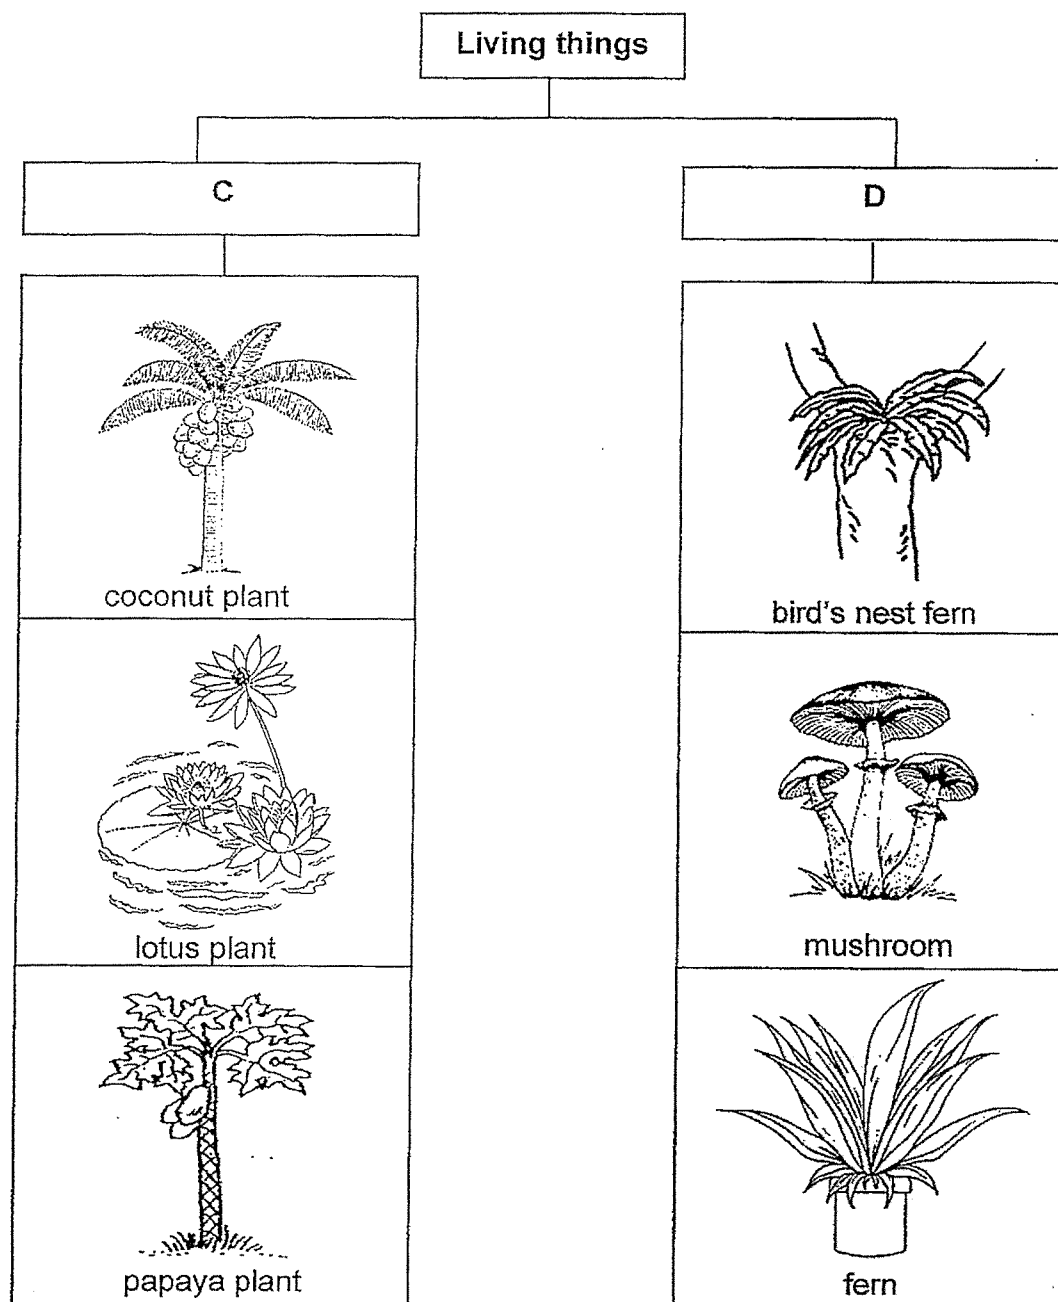 Living things
C
D
coconut plant
bird's nest fern
lotus plant
mushroom
papaya plant
fern